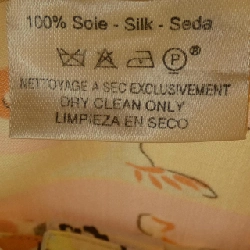 100% Soie - Silk - Seda
P ®
NETTOYAGE A SEC EXCLUSIVEMENT
DRY CLEAN ONLY
LIMPIEZA EN SECO